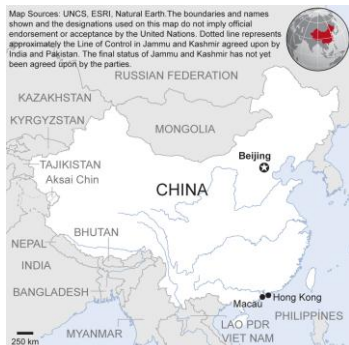 Map Sources: UNCS, ESRI, Natural Earth.The boundaries and names
shown and the designations used on this map do not imply official
endorsement or acceptance by the United Nations. Dotted line represents
approximately the Line of Control in Jammu and Kashmir agreed upon by
India and Pakistan. The final status of Jammu and Kashmir has not yet
been agreed upon by the parties.
RUSSIAN FEDERATION
KAZAKHSTAN
KYRGYZSTAN
MONGOLIA
Beijing
TAJIKISTAN
Aksai Chin
CHINA
BHUTAN
NEPAL
INDIA
BANGLADESH
Macau
Hong Kong
PHILIPPINES
LAO PDR
MYANMAR
VIET NAM
250 km